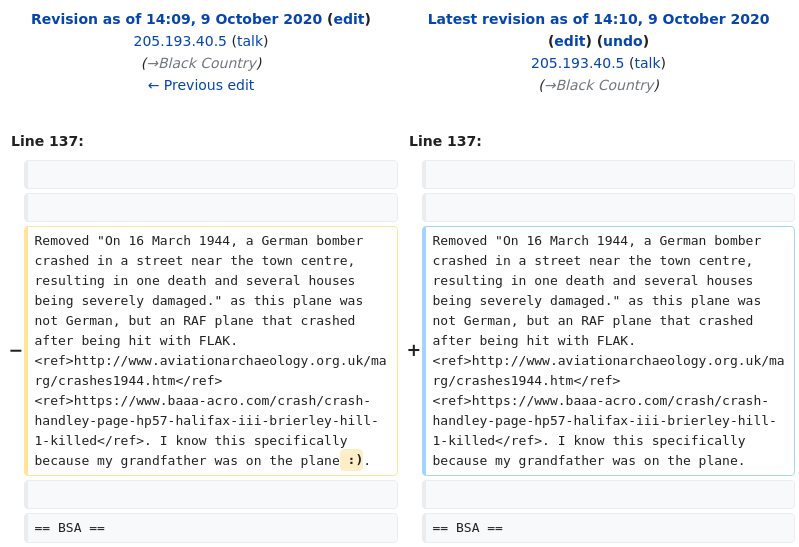 Revision as of 14:09, 9 October 2020 (edit)
205.193.40.5 (talk)
(→Black Country)
← Previous edit
Latest revision as of 14:10, 9 October 2020
(edit) (undo)
205.193.40.5 (talk)
(→Black Country)
Line 137:
Line 137:
−
Removed "On 16 March 1944, a German bomber
crashed in a street near the town centre,
resulting in one death and several houses
being severely damaged." as this plane was
not German, but an RAF plane that crashed
after being hit with FLAK.
<ref>http://www.aviationarchaeology.org.uk/ma
rg/crashes1944.htm</ref>
<ref>https://www.baaa-acro.com/crash/crash-
handley-page-hp57-halifax-iii-brierley-hill-
1-killed</ref>. I know this specifically
because my grandfather was on the plane :).
+
Removed "On 16 March 1944, a German bomber
crashed in a street near the town centre,
resulting in one death and several houses
being severely damaged." as this plane was
not German, but an RAF plane that crashed
after being hit with FLAK.
<ref>http://www.aviationarchaeology.org.uk/ma
rg/crashes1944.htm</ref>
<ref>https://www.baaa-acro.com/crash/crash-
handley-page-hp57-halifax-iii-brierley-hill-
1-killed</ref>. I know this specifically
because my grandfather was on the plane.
== BSA ==
== BSA ==